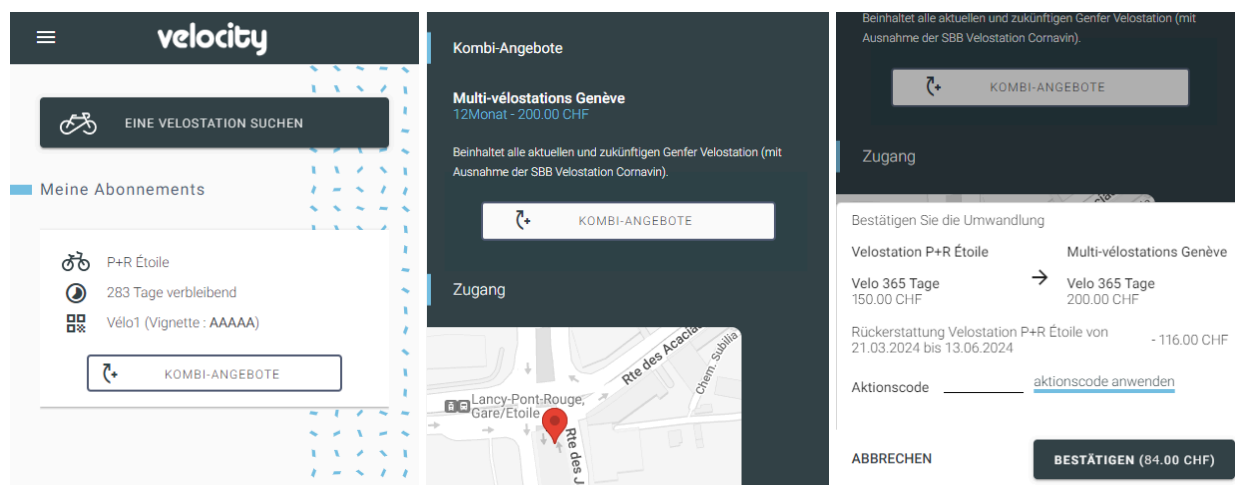 velocity
EINE VELOSTATION SUCHEN
Meine Abonnements
P+R Étoile
283 Tage verbleibend
Vélo1 (Vignette : AAAAA)
KOMBI-ANGEBOTE
Kombi-Angebote
Multi-vélostations Genève
12Monat - 200.00 CHF
Beinhaltet alle aktuellen und zukünftigen Genfer Velostation (mit
Ausnahme der SBB Velostation Cornavin).
KOMBI-ANGEBOTE
Zugang
Rte des Acacias
Chem. Subilia
Lancy-Pont-Rouge,
Gare/Etoile
Rte des J
Beinhaltet alle aktuellen und zukünftigen Genfer Velostation (mit
Ausnahme der SBB Velostation Cornavin).
KOMBI-ANGEBOTE
Zugang
Bestätigen Sie die Umwandlung
Velostation P+R Étoile
Multi-vélostations Genève
Velo 365 Tage
150.00 CHF
Velo 365 Tage
200.00 CHF
Rückerstattung Velostation P+R Étoile von
21.03.2024 bis 13.06.2024
- 116.00 CHF
Aktionscode
aktionscode anwenden
ABBRECHEN
BESTÄTIGEN (84.00 CHF)